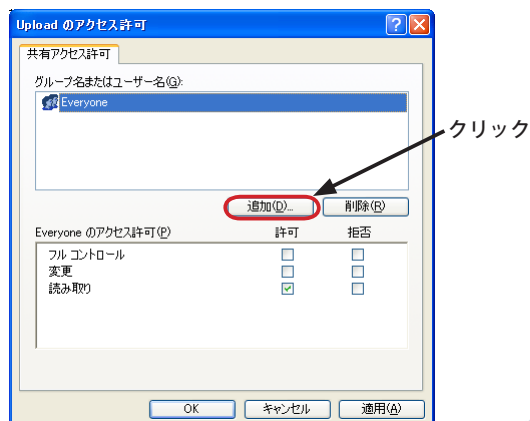 Upload のアクセス許可
共有アクセス許可
グループ名またはユーザー名(G):
Everyone
クリック
追加(D)... 削除(R)
Everyone のアクセス許可(P) 許可 拒否
フル コントロール
変更
読み取り
OK キャンセル 適用(A)